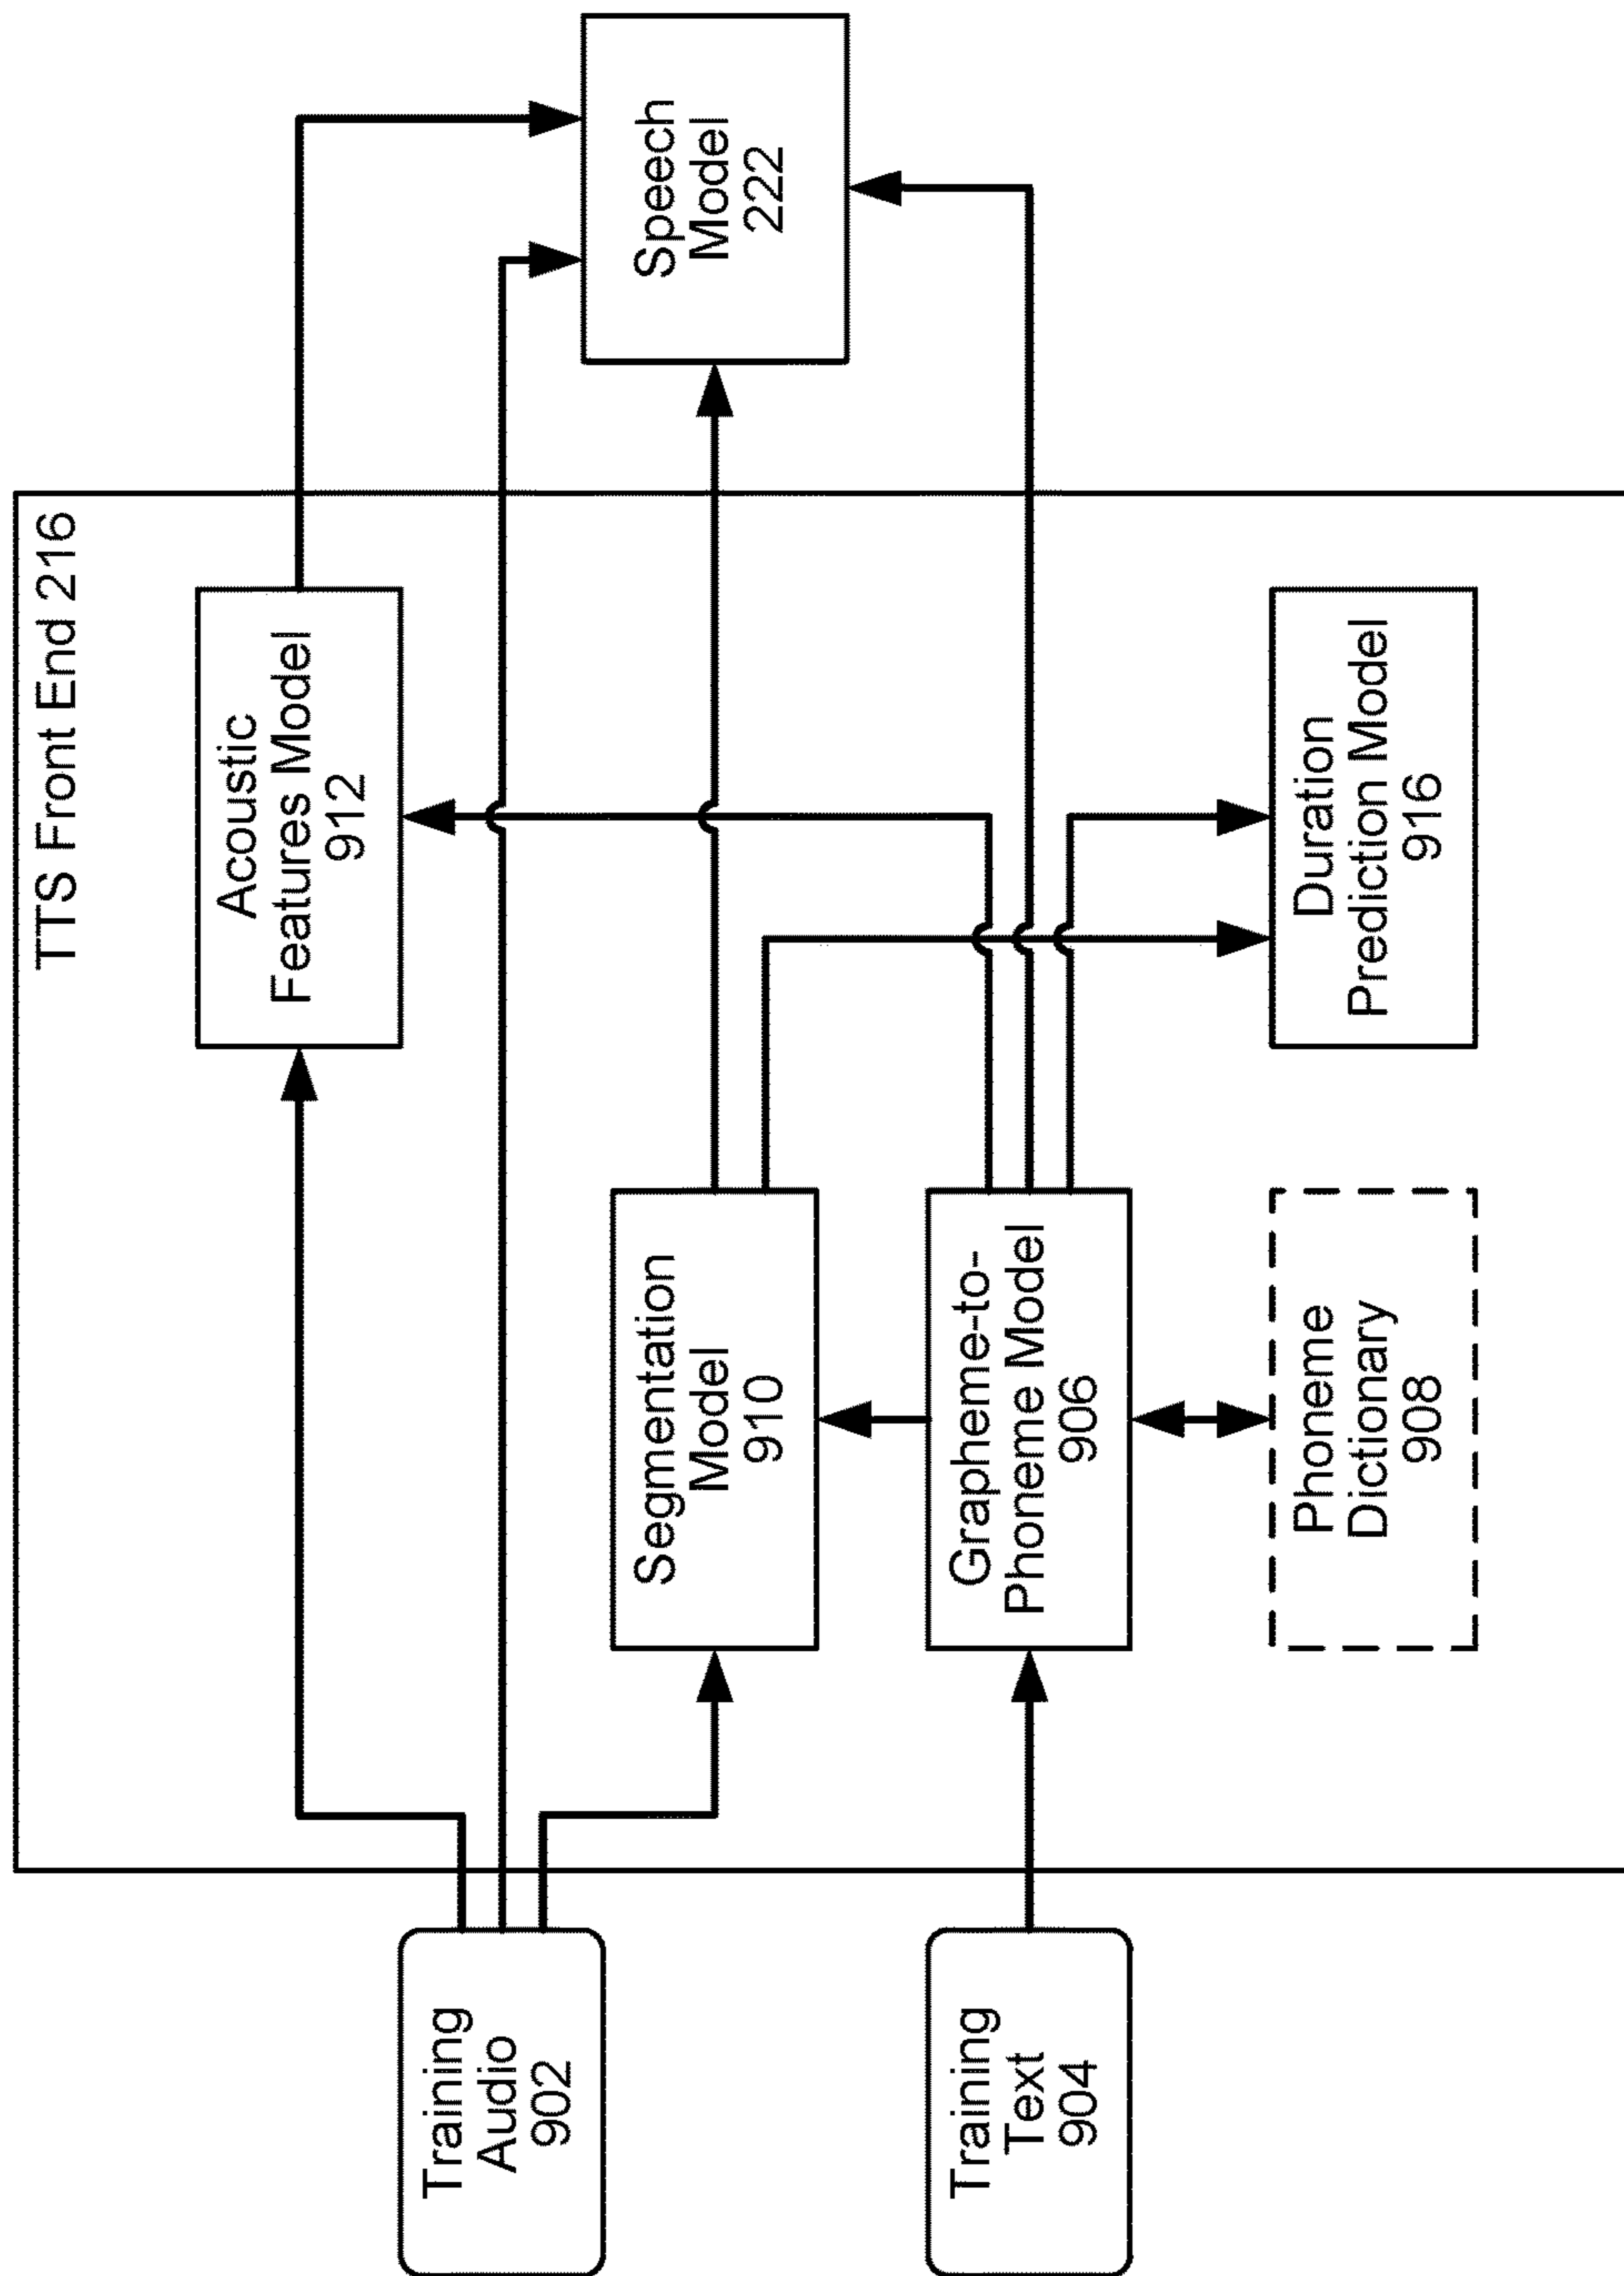 TTS Front End 216
Training
Audio
902
Training
Text
904
Acoustic
Features Model
912
Segmentation
Model
910
Grapheme-to-
Phoneme Model
906
Phoneme
Dictionary
908
Duration
Prediction Model
916
Speech
Model
222